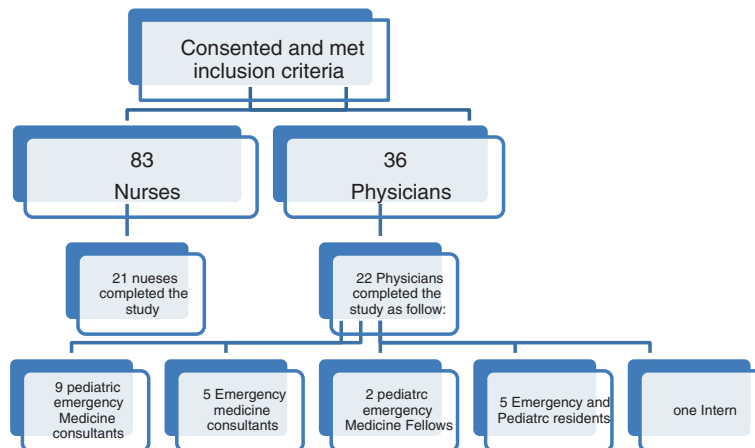 Consented and met
inclusion criteria
83
Nurses
36
Physicians
21 nueses
completed the
study
22 Physicians
completed the
study as follow:
9 pediatric
emergency
Medicine
consultants
5 Emergency
medicine
consultants
2 pediatrc
emergency
Medicine Fellows
5 Emergency and
Pediatrc residents
one Intern